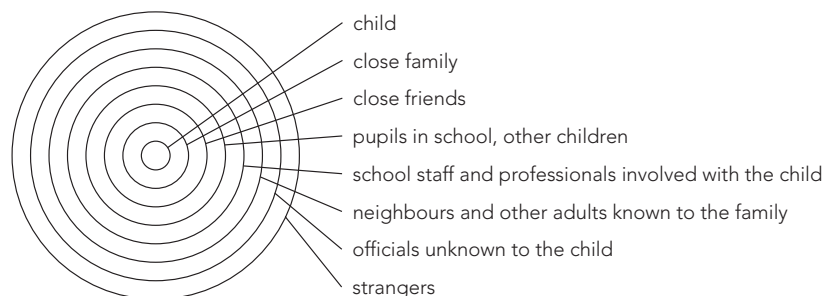 child
close family
close friends
pupils in school, other children
school staff and professionals involved with the child
neighbours and other adults known to the family
officials unknown to the child
strangers